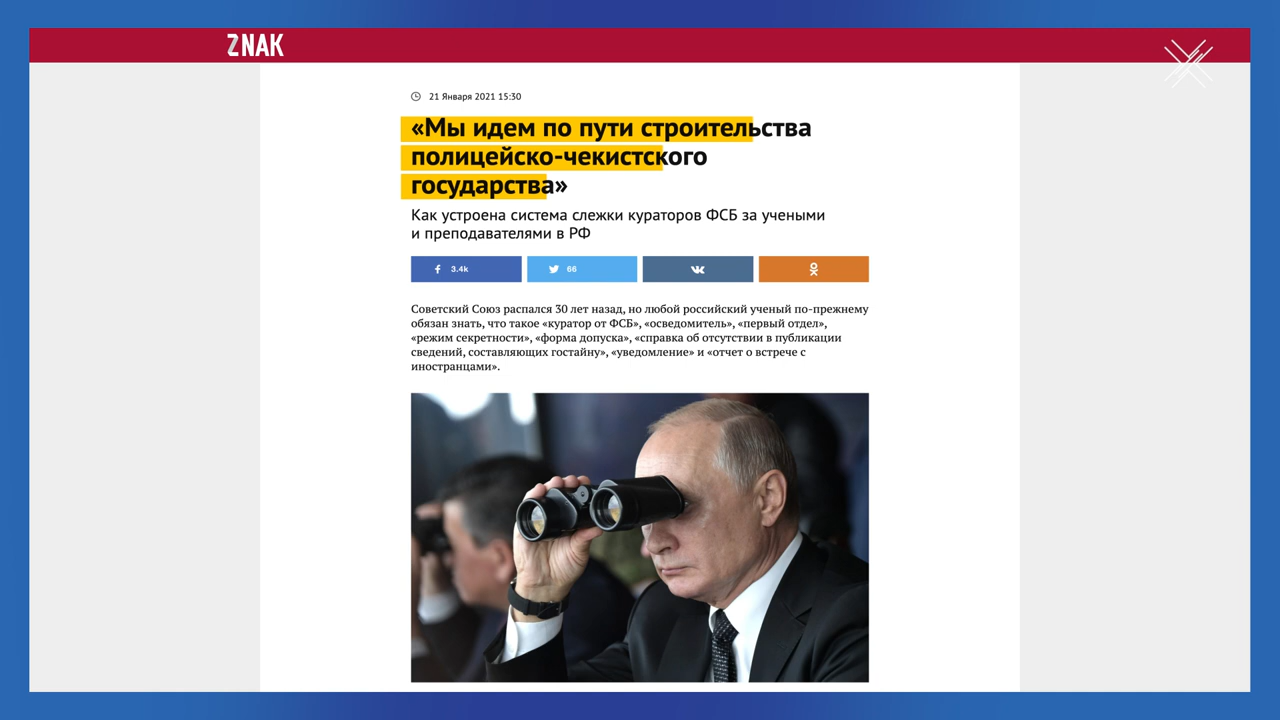 ZNAK
21 Января 2021 15:30
«Мы идем по пути строительства
полицейско-чекистского
государства»
Как устроена система слежки кураторов ФСБ за учеными
и преподавателями в РФ
3.4k
66
Советский Союз распался 30 лет назад, но любой российский ученый по-прежнему
обязан знать, что такое «куратор от ФСБ», «осведомитель», «первый отдел»,
«режим секретности», «форма допуска», «справка об отсутствии в публикации
сведений, составляющих гостайну», «уведомление» и «отчет о встрече с
иностранцами».